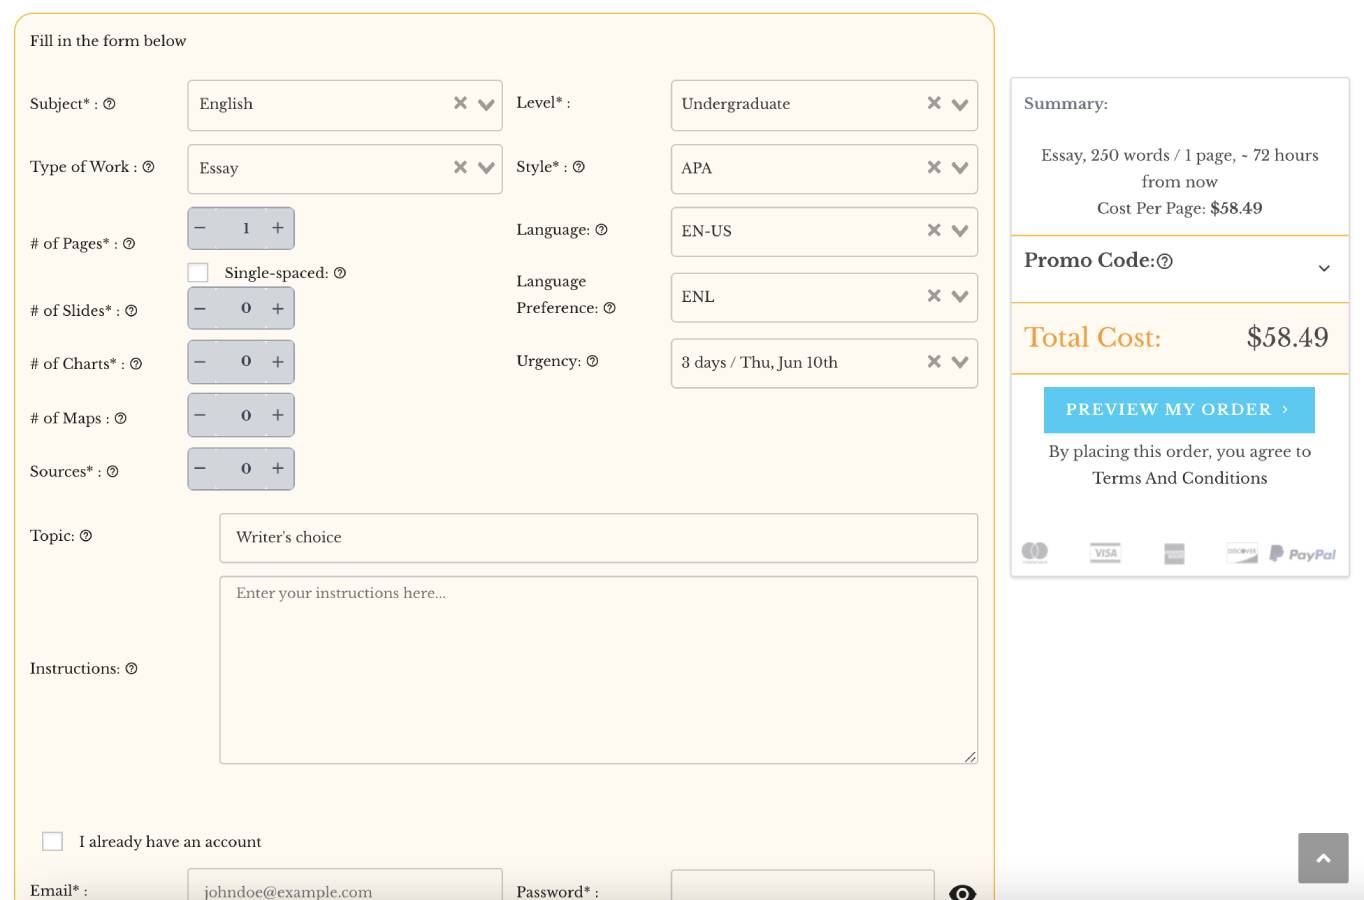 Fill in the form below
Subject* :
English
Level* :
Undergraduate
Type of Work :
Essay
Style* :
APA
# of Pages* :
1
Language:
EN-US
Single-spaced:
# of Slides* :
0
Language
Preference:
ENL
# of Charts* :
0
Urgency:
3 days / Thu, Jun 10th
# of Maps :
0
Sources* :
0
Topic:
Writer's choice
Instructions:
Enter your instructions here...
I already have an account
Email* :
johndoe@example.com
Password* :
Summary:
Essay, 250 words / 1 page, ~ 72 hours
from now
Cost Per Page: $58.49
Promo Code:
Total Cost: $58.49
PREVIEW MY ORDER ›
By placing this order, you agree to
Terms And Conditions
VISA
DISCOVER
PayPal